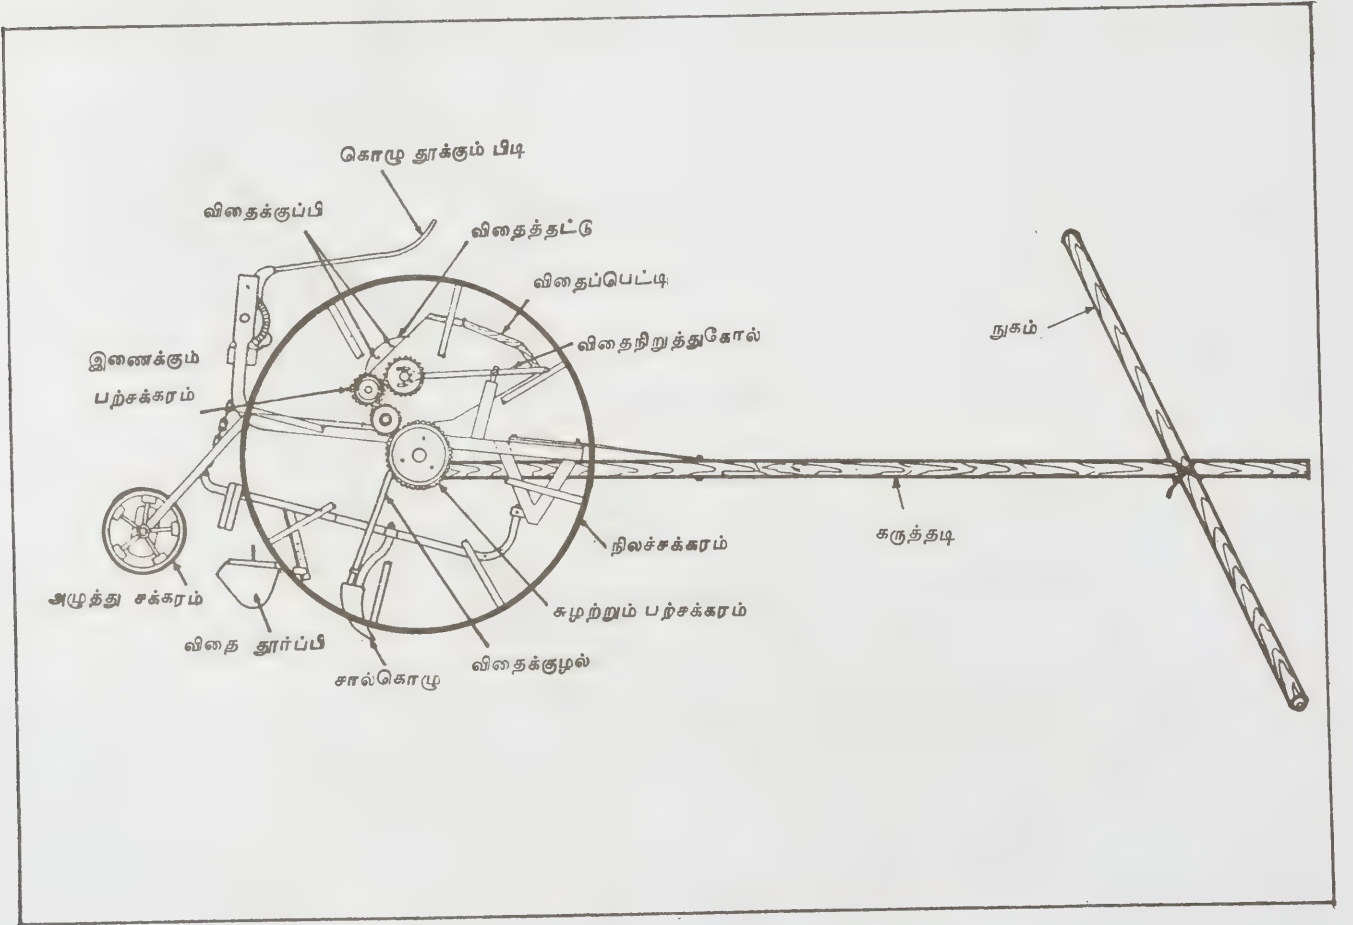 கொழு தூக்கும் பிடி
விதைக்குப்பி
விதைத்தட்டு
விதைப்பெட்டி
விதைநிறுத்துகோல்
நுகம்
இணைக்கும்
பற்சக்கரம்
கருத்தடி
நிலச்சக்கரம்
அழுத்து சக்கரம்
சுழற்றும் பற்சக்கரம்
விதை தூர்ப்பி
விதைக்குழல்
சால்கொழு